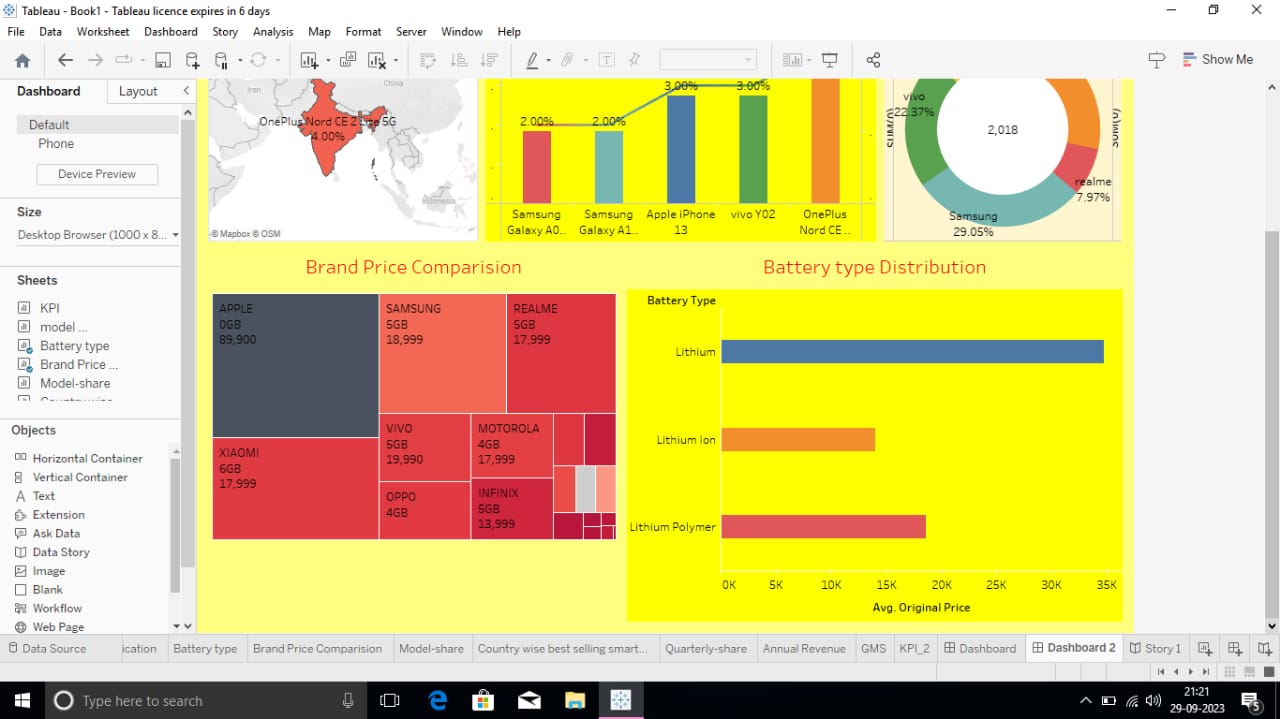 Tableau - Book1 - Tableau licence expires in 6 days
File Data Worksheet Dashboard Story Analysis Map Format Server Window Help
Show Me
Dashboard Layout
Default
Phone
Device Preview
Size
Desktop Browser (1000 x 8...
Sheets
KPI
model ...
Battery type
Brand Price ...
Model-share
Objects
Horizontal Container
Vertical Container
Text
Extension
Ask Data
Data Story
Image
Blank
Workflow
Web Page
Iran
China
OnePlus Nord CE 2 Lite 5G
4.00%
Indonesia
© Mapbox © OSM
2.00%
2.00%
3.00%
3.00%
Samsung
Galaxy A0..
Samsung
Galaxy A1..
Apple iPhone
13
vivo Y02
OnePlus
Nord CE ..
vivo
22.37%
2,018
realme
7.97%
Samsung
29.05%
Brand Price Comparision
APPLE
0GB
89,900
SAMSUNG
5GB
18,999
REALME
5GB
17,999
XIAOMI
6GB
17,999
VIVO
5GB
19,990
MOTOROLA
4GB
17,999
OPPO
4GB
INFINIX
5GB
13,999
Battery type Distribution
Battery Type
Lithium
Lithium Ion
Lithium Polymer
0K 5K 10K 15K 20K 25K 30K 35K
Avg. Original Price
Data Source ication Battery type Brand Price Comparision Model-share Country wise best selling smart... Quarterly-share Annual Revenue GMS KPI_2 Dashboard Dashboard 2 Story 1
Type here to search
21:21
29-09-2023
5